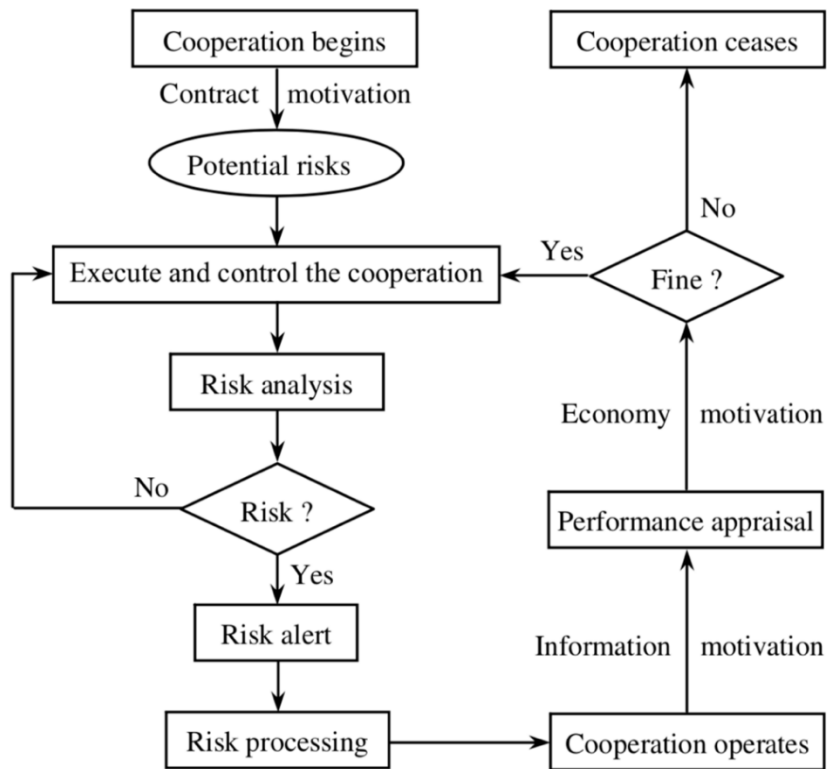 Cooperation begins
Contract motivation
Potential risks
Execute and control the cooperation
Risk analysis
Risk ?
No
Yes
Risk alert
Risk processing
Cooperation operates
Information motivation
Performance appraisal
Economy motivation
Fine ?
Yes
No
Cooperation ceases